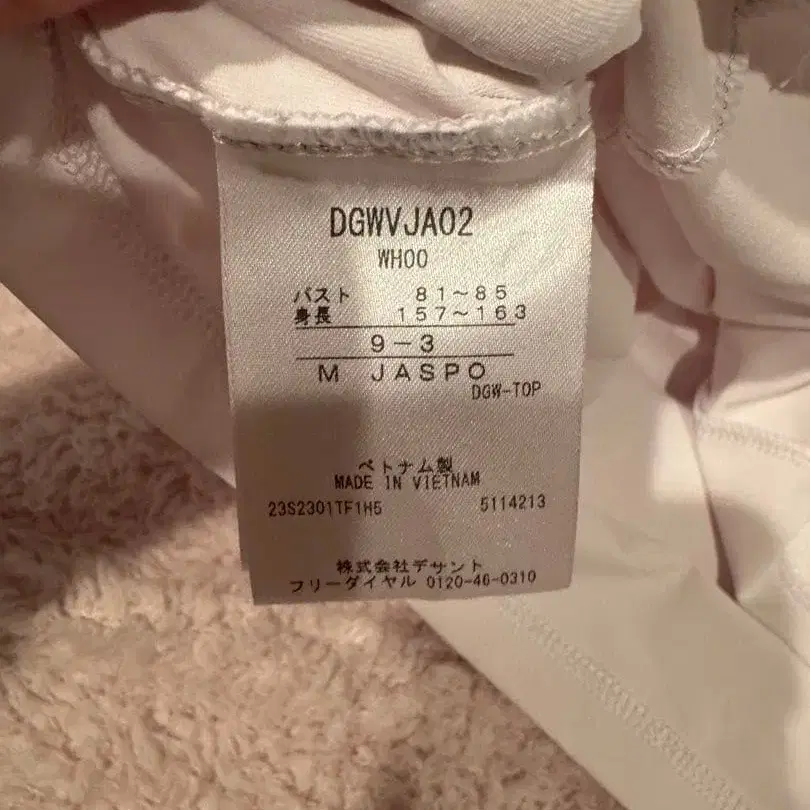 DGWVJA02
WH00
バスト 81～85
身長 157～163
9－3
M JASPO
DGW-TOP
ベトナム製
MADE IN VIETNAM
23S2301TF1H5 5114213
株式会社デサント
フリーダイヤル 0120-46-0310